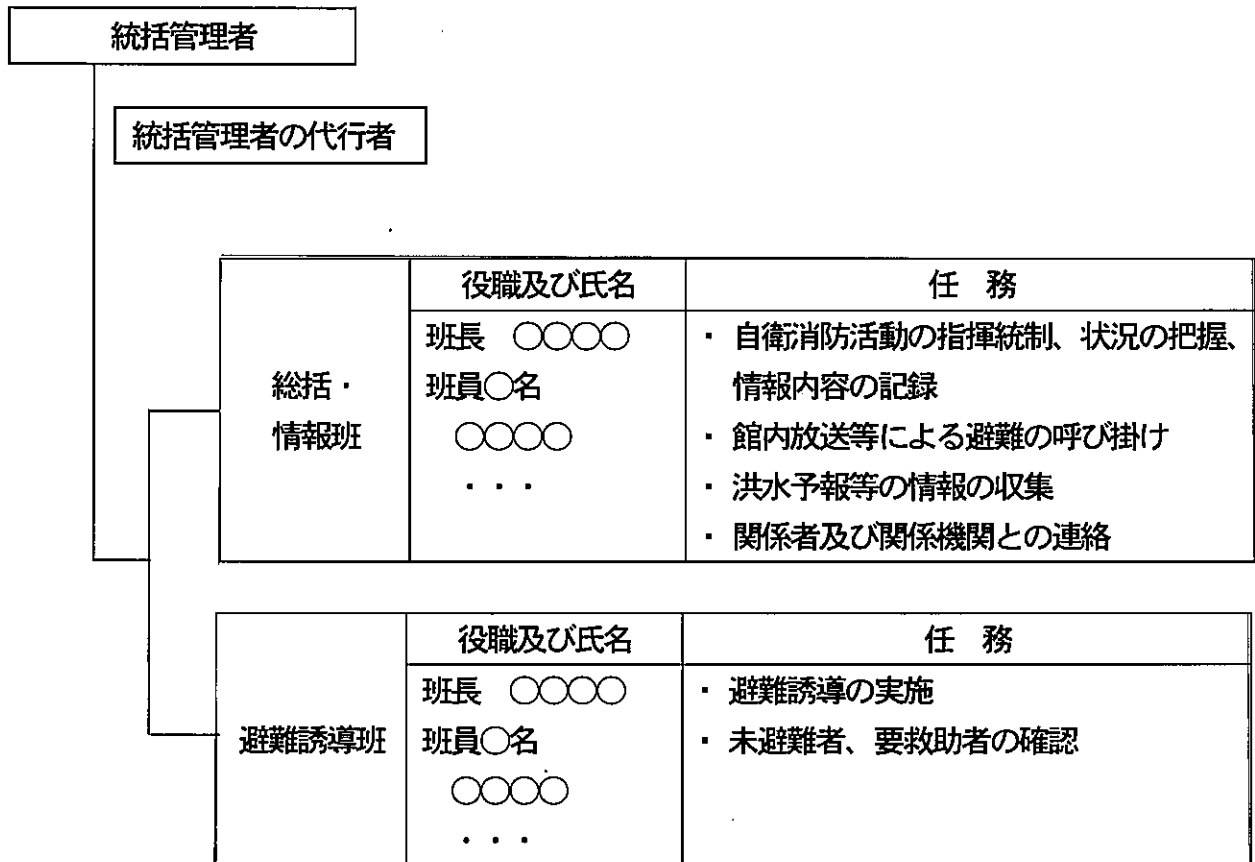 統括管理者
統括管理者の代行者
総括・
情報班
役職及び氏名
班長　○○○○
班員○名
○○○○
・・・
任　務
・ 自衛消防活動の指揮統制、状況の把握、
情報内容の記録
・ 館内放送等による避難の呼び掛け
・ 洪水予報等の情報の収集
・ 関係者及び関係機関との連絡
避難誘導班
役職及び氏名
班長　○○○○
班員○名
○○○○
・・・
任　務
・ 避難誘導の実施
・ 未避難者、要救助者の確認